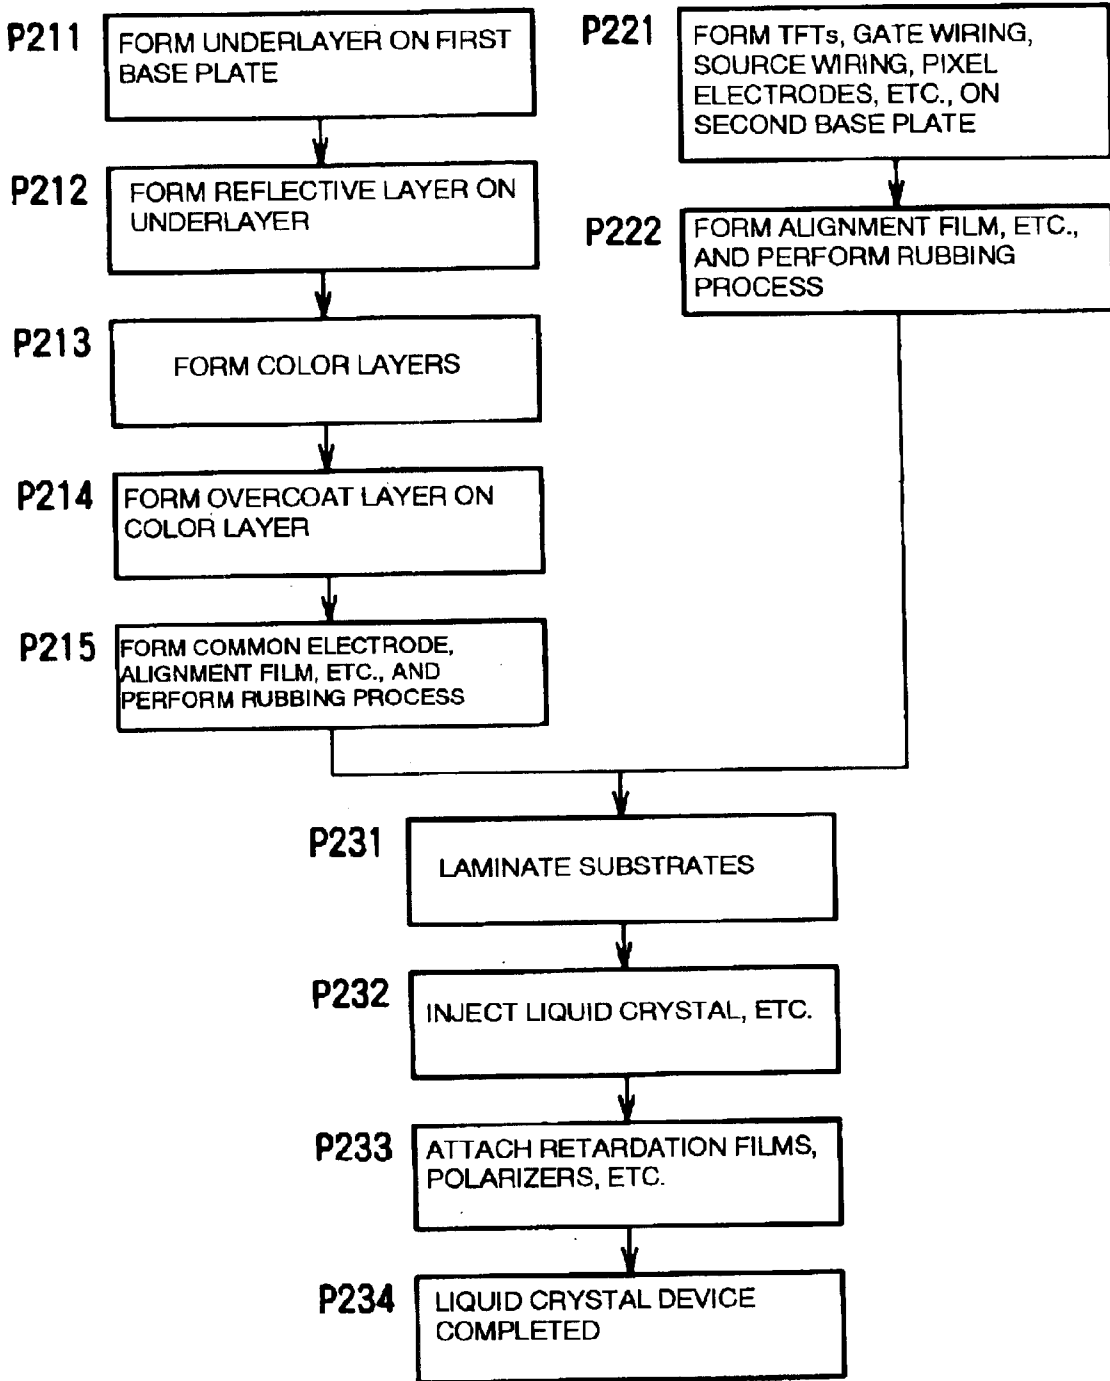 P211
FORM UNDERLAYER ON FIRST
BASE PLATE
P212
FORM REFLECTIVE LAYER ON
UNDERLAYER
P213
FORM COLOR LAYERS
P214
FORM OVERCOAT LAYER ON
COLOR LAYER
P215
FORM COMMON ELECTRODE,
ALIGNMENT FILM, ETC., AND
PERFORM RUBBING PROCESS
P221
FORM TFTs, GATE WIRING,
SOURCE WIRING, PIXEL
ELECTRODES, ETC., ON
SECOND BASE PLATE
P222
FORM ALIGNMENT FILM, ETC.,
AND PERFORM RUBBING
PROCESS
P231
LAMINATE SUBSTRATES
P232
INJECT LIQUID CRYSTAL, ETC.
P233
ATTACH RETARDATION FILMS,
POLARIZERS, ETC.
P234
LIQUID CRYSTAL DEVICE
COMPLETED